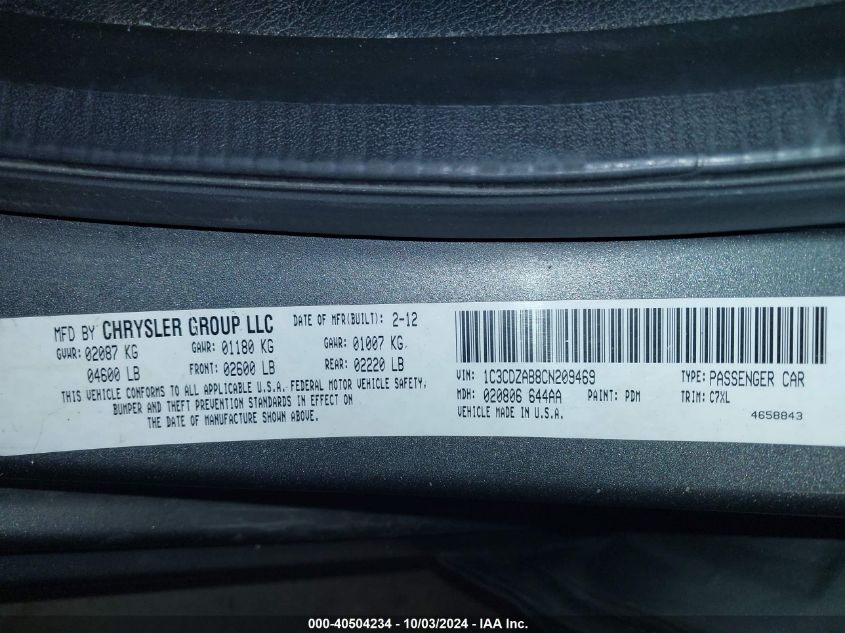 MFD BY CHRYSLER GROUP LLC DATE OF MFR(BUILT): 2-12
GVWR: 02087 KG GAWR: 01180 KG GAWR: 01007 KG
04600 LB FRONT: 02600 LB REAR: 02220 LB
THIS VEHICLE CONFORMS TO ALL APPLICABLE U.S.A. FEDERAL MOTOR VEHICLE SAFETY,
BUMPER AND THEFT PREVENTION STANDARDS IN EFFECT ON
THE DATE OF MANUFACTURE SHOWN ABOVE.
VIN: 1C3CDZAB8CN209469 TYPE: PASSENGER CAR
MDH: 020806 644AA PAINT: PDM TRIM: C7XL
VEHICLE MADE IN U.S.A. 4658843
000-40504234 - 10/03/2024 - IAA Inc.